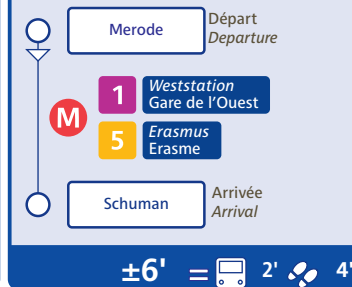 Merode
Départ
Departure
M
1
Weststation
Gare de l'Ouest
5
Erasmus
Erasme
Schuman
Arrivée
Arrival
±6' = 2' 4'